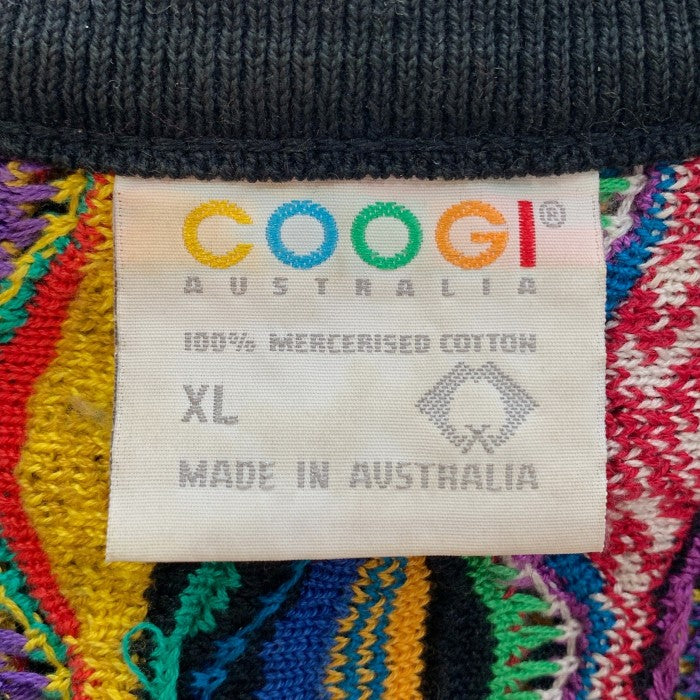 COOGI®
AUSTRALIA
100% MERCERISED COTTON
XL
MADE IN AUSTRALIA